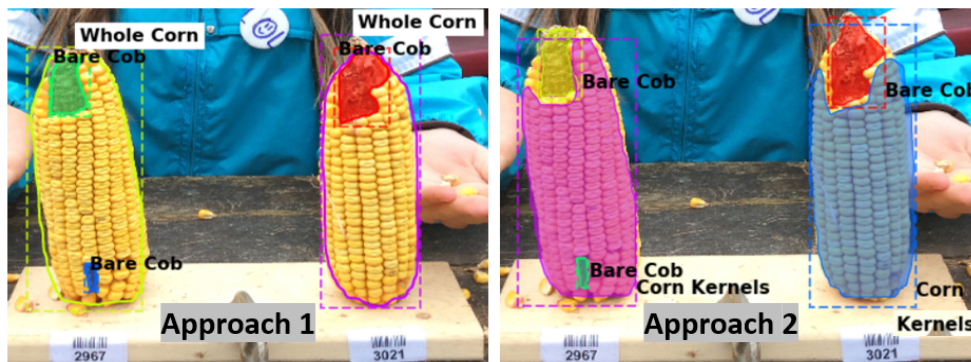 Whole Corn
Bare Cob
Whole Corn
Bare Cob
Bare Cob
Approach 1
2967
3021
Bare Cob
Bare Cob
Bare Cob
Corn Kernels
Corn
Kernels
Approach 2
2967
3021